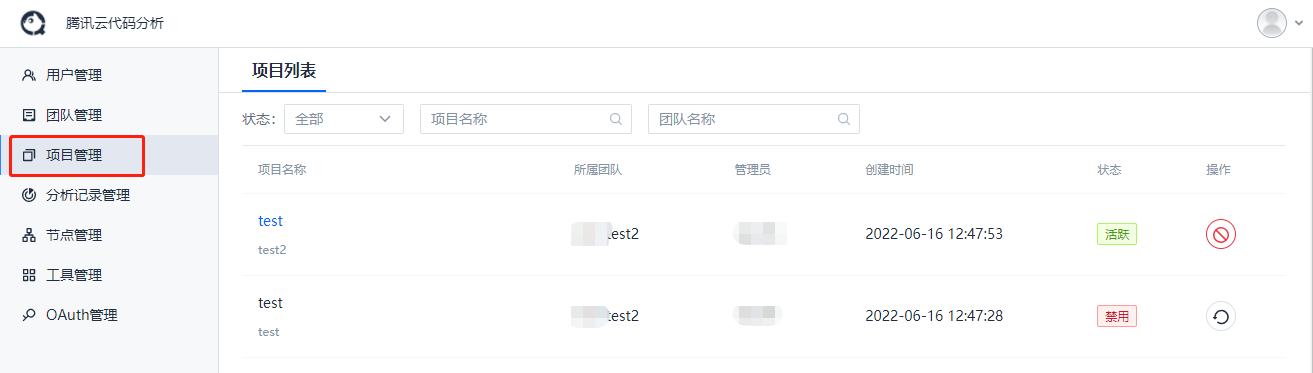 腾讯云代码分析
用户管理
团队管理
项目管理
分析记录管理
节点管理
工具管理
OAuth管理
项目列表
状态： 全部 项目名称 团队名称
项目名称 所属团队 管理员 创建时间 状态 操作
test test2 2022-06-16 12:47:53 活跃
test2
test test2 2022-06-16 12:47:28 禁用
test